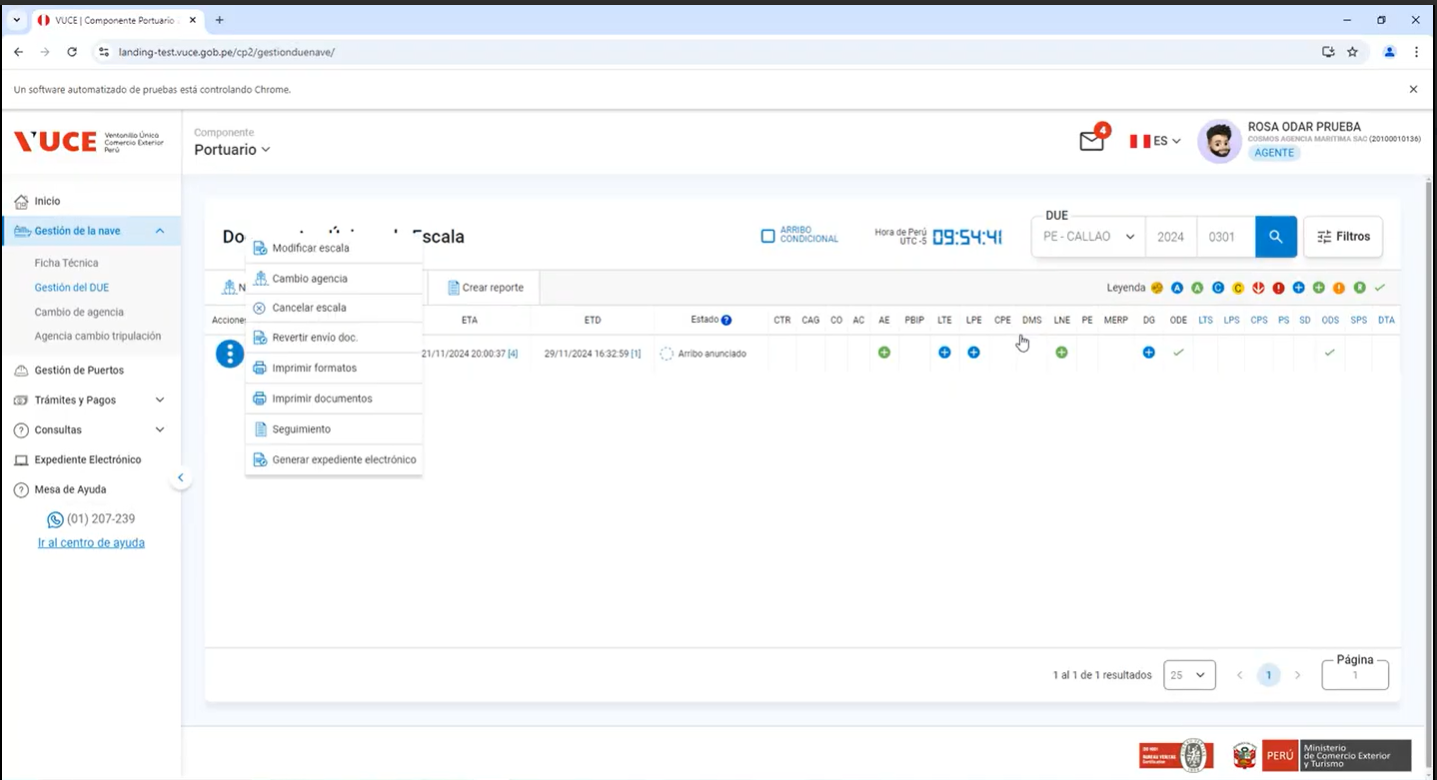 VUCE | Componente Portuario
landing-test.vuce.gob.pe/cp2/gestionduenave/
Un software automatizado de pruebas está controlando Chrome.
VUCE
Ventanilla Única
Comercio Exterior
Perú
Componente
Portuario
4
ES
ROSA ODAR PRUEBA
COSMOS AGENCIA MARITIMA SAC (20100010136)
AGENTE
Inicio
Gestión de la nave
Ficha Técnica
Gestión del DUE
Cambio de agencia
Agencia cambio tripulación
Gestión de Puertos
Trámites y Pagos
Consultas
Expediente Electrónico
Mesa de Ayuda
(01) 207-239
Ir al centro de ayuda
Do
Escala
ARRIBO
CONDICIONAL
Hora de Perú
UTC -5
09:54:41
DUE
PE - CALLAO
2024
0301
Filtros
N
Crear reporte
Leyenda
Acciones ETA ETD Estado CTR CAG CO AC AE PBIP LTE LPE CPE DMS LNE PE MERP DG ODE LTS LPS CPS PS SD ODS SPS DTA
21/11/2024 20:00:37 [4] 29/11/2024 16:32:59 [1] Arribo anunciado
Modificar escala
Cambio agencia
Cancelar escala
Revertir envío doc.
Imprimir formatos
Imprimir documentos
Seguimiento
Generar expediente electrónico
1 al 1 de 1 resultados
25
1
Página
1
BUREAU VERITAS
Certification
PERÚ
Ministerio
de Comercio Exterior
y Turismo